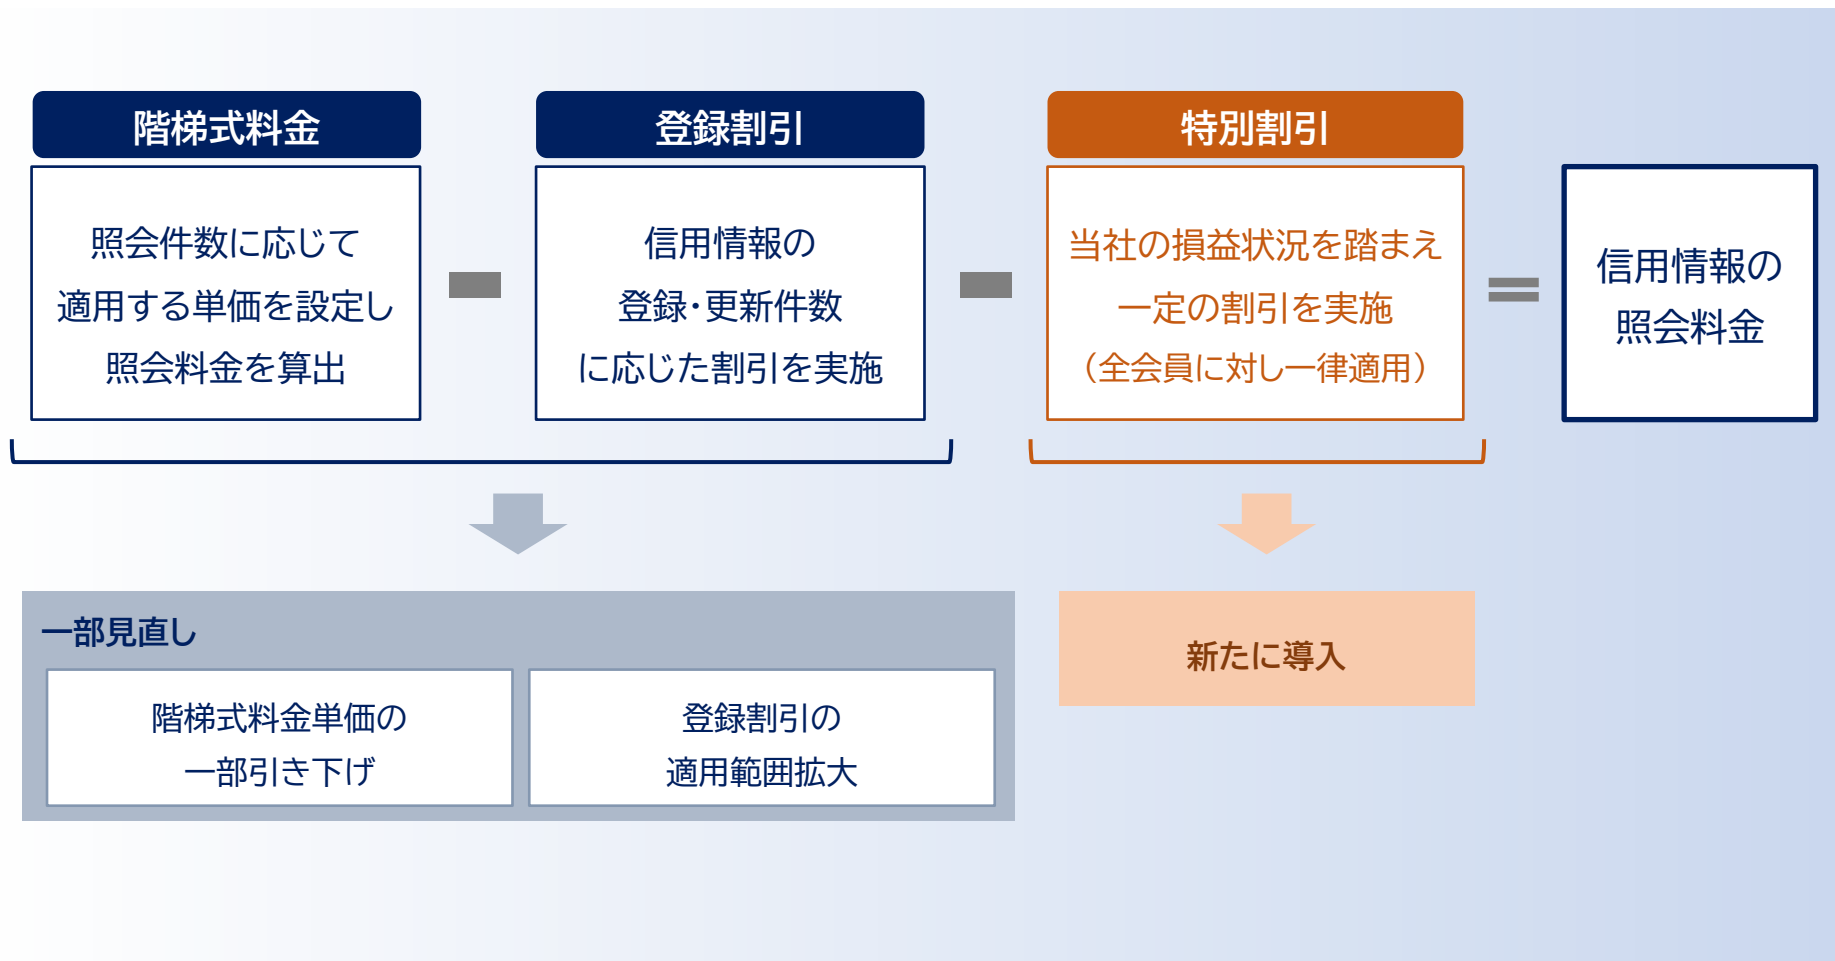 階梯式料金
照会件数に応じて
適用する単価を設定し
照会料金を算出
登録割引
信用情報の
登録・更新件数
に応じた割引を実施
特別割引
当社の損益状況を踏まえ
一定の割引を実施
（全会員に対し一律適用）
信用情報の
照会料金
一部見直し
階梯式料金単価の
一部引き下げ
登録割引の
適用範囲拡大
新たに導入